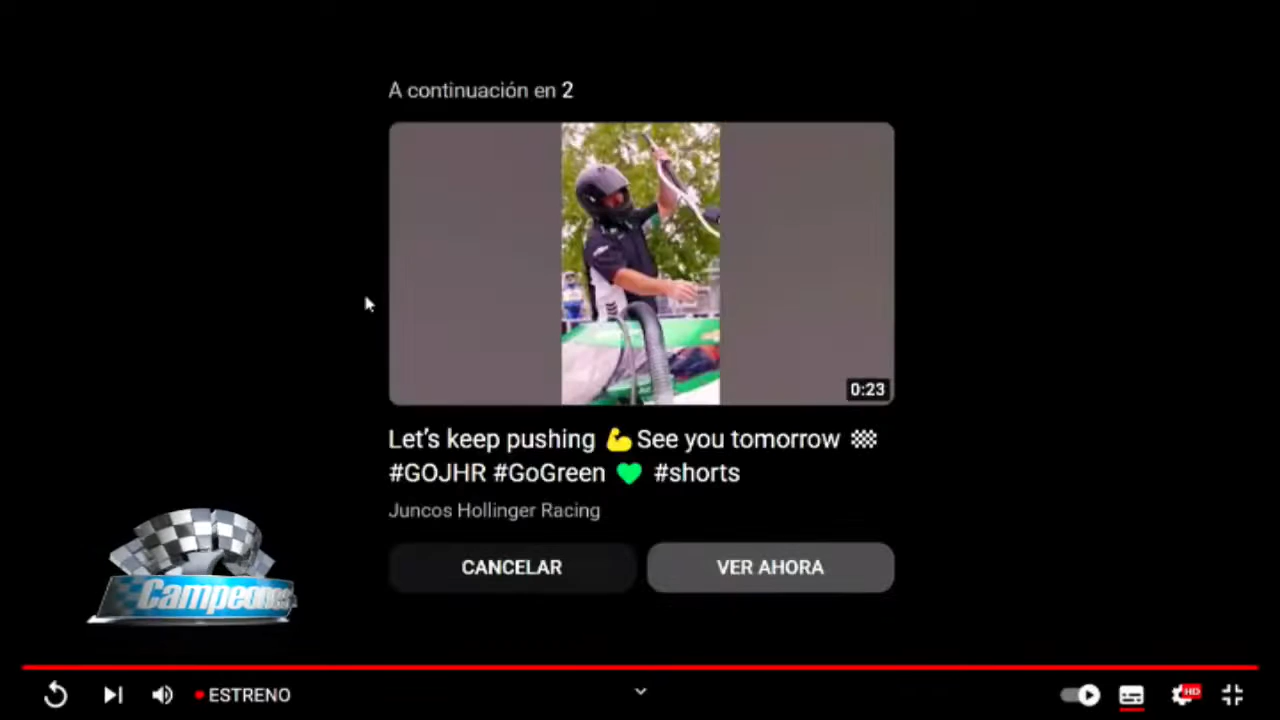 A continuación en 2
0:23
Let's keep pushing 💪 See you tomorrow 🏁
#GOJHR #GoGreen 💚 #shorts
Juncos Hollinger Racing
CANCELAR
VER AHORA
Campeones
ESTRENO
HD